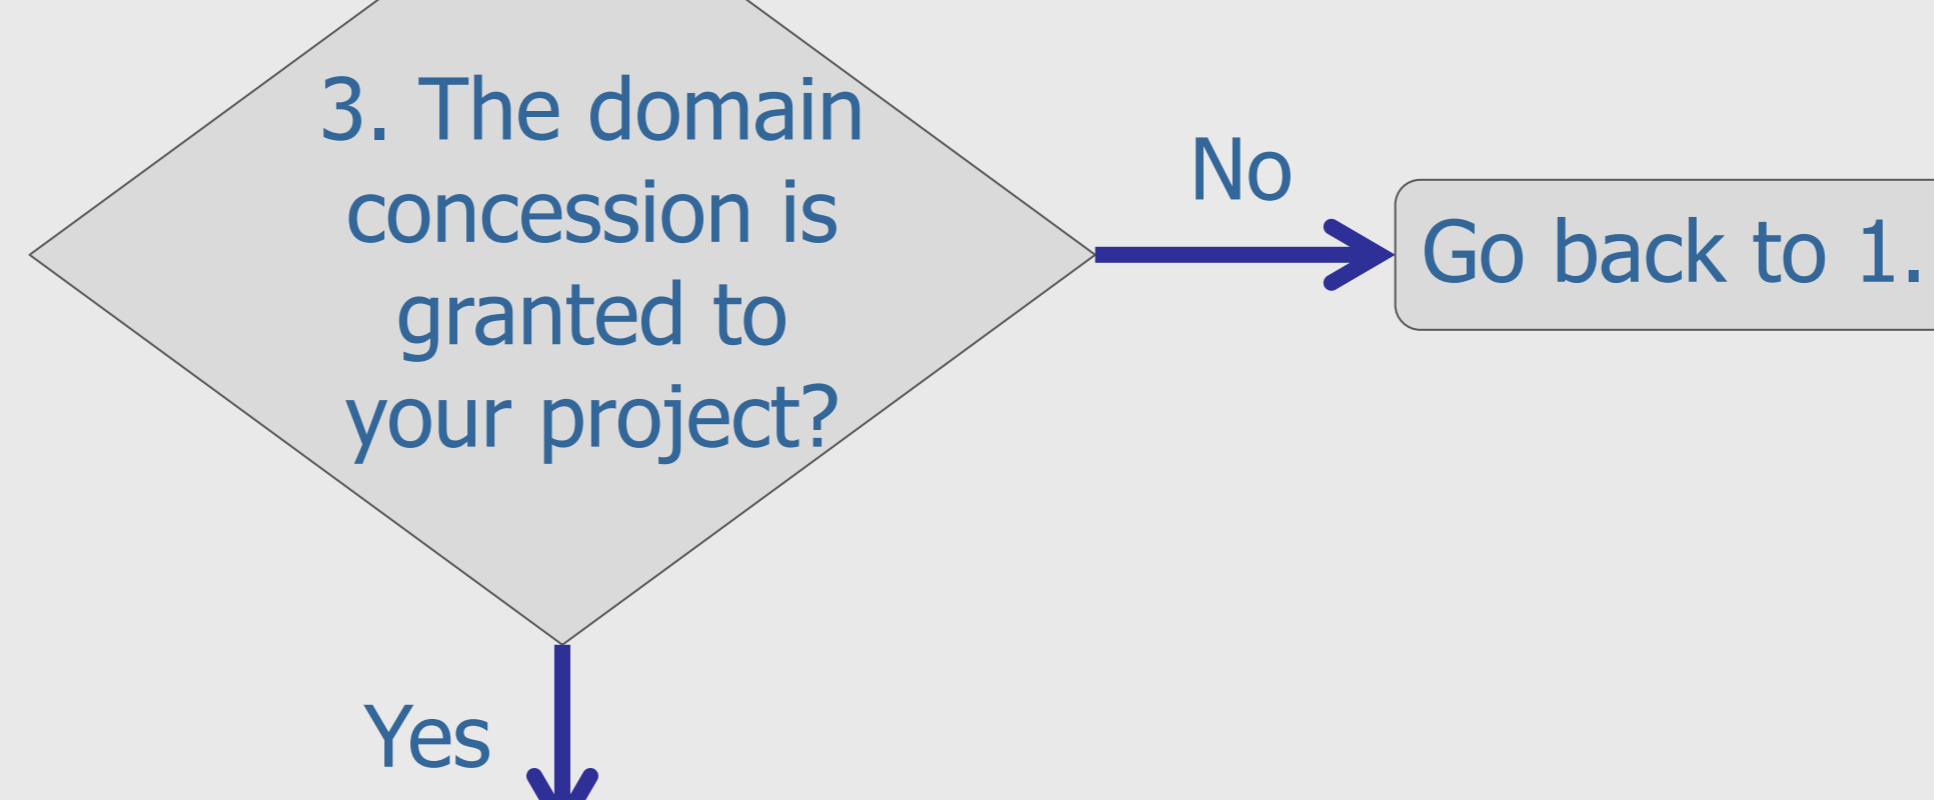 3. The domain
concession is
granted to
your project?
No
Go back to 1.
Yes